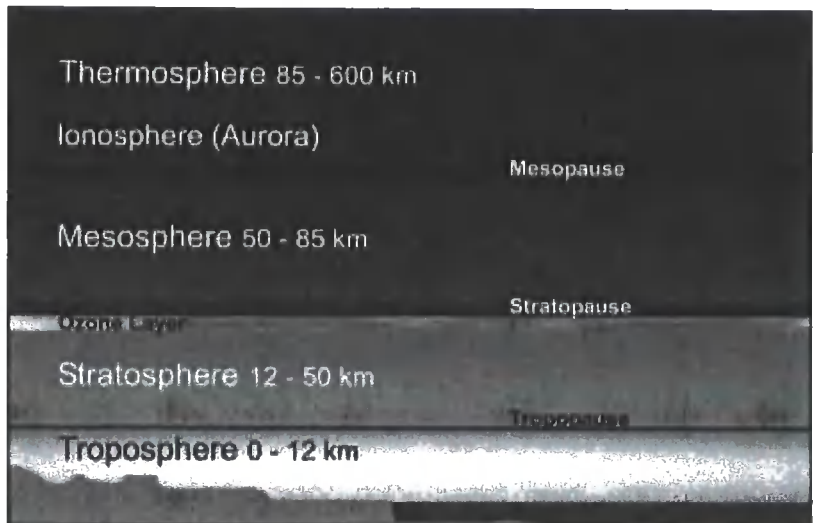 Thermosphere 85 - 600 km
Ionosphere (Aurora)
Mesopause
Mesosphere 50 - 85 km
Stratopause
Ozone Layer
Stratosphere 12 - 50 km
Tropopause
Troposphere 0 - 12 km